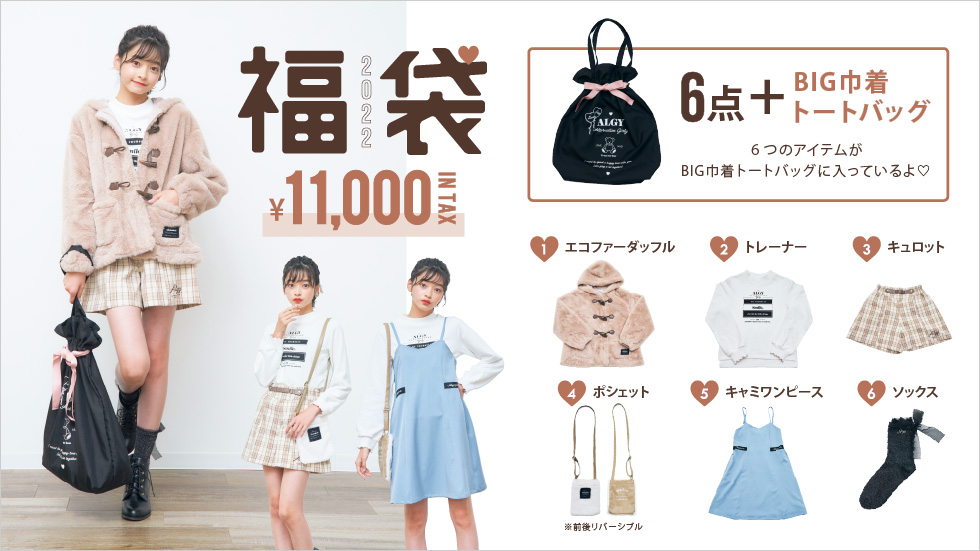 福袋
2022
¥11,000
IN TAX
ALGY
6点+BIG巾着
トートバッグ
6つのアイテムが
BIG巾着トートバッグに入っているよ♡
1 エコファーダッフル
2 トレーナー
3 キュロット
4 ポシェット
5 キャミワンピース
6 ソックス
※前後リバーシブル